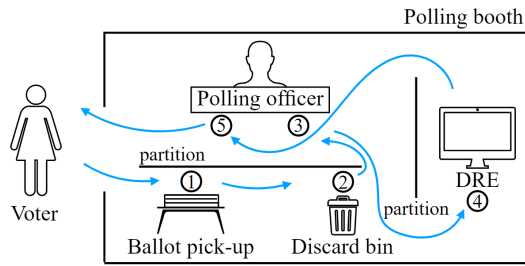 Polling booth
Polling officer
5 3
partition
1 2
DRE
4
partition
Voter
Ballot pick-up
Discard bin